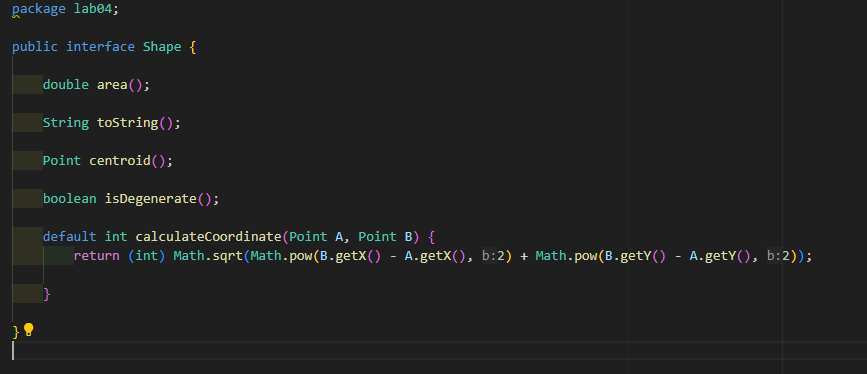 package lab04;
public interface Shape {
double area();
String toString();
Point centroid();
boolean isDegenerate();
default int calculateCoordinate(Point A, Point B) {
return (int) Math.sqrt(Math.pow(B.getX() - A.getX(), b:2) + Math.pow(B.getY() - A.getY(), b:2));
}
}